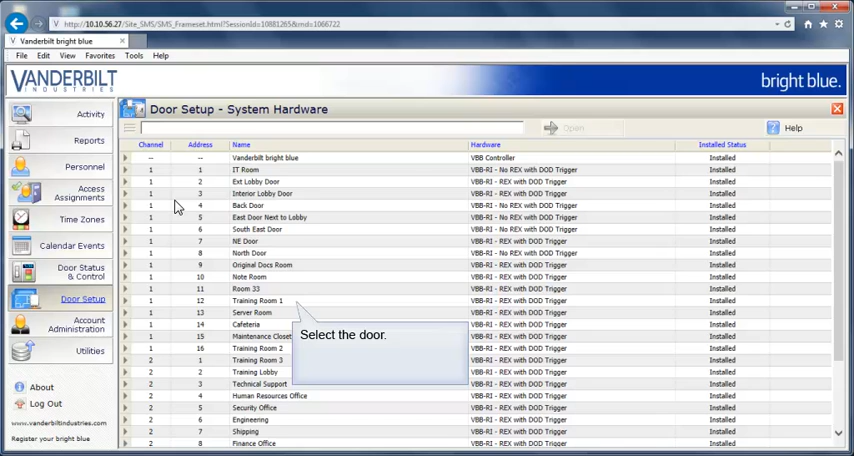 http://10.10.56.27/Site_SMS/SMS_Frameset.html?SessionId=10881265&rnd=1066722
V Vanderbilt bright blue
File Edit View Favorites Tools Help
VANDERBILT
INDUSTRIES
bright blue.
Door Setup - System Hardware
Open
Help
Activity
Reports
Personnel
Access
Assignments
Time Zones
Calendar Events
Door Status
& Control
Door Setup
Account
Administration
Utilities
About
Log Out
www.vanderbiltindustries.com
Register your bright blue
Channel Address Name Hardware Installed Status
-- -- Vanderbilt bright blue VBB Controller Installed
1 1 IT Room VBB-RI - No REX with DOD Trigger Installed
1 2 Ext Lobby Door VBB-RI - REX with DOD Trigger Installed
1 3 Interior Lobby Door VBB-RI - REX with DOD Trigger Installed
1 4 Back Door VBB-RI - No REX with DOD Trigger Installed
1 5 East Door Next to Lobby VBB-RI - REX with DOD Trigger Installed
1 6 South East Door VBB-RI - REX with DOD Trigger Installed
1 7 NE Door VBB-RI - REX with DOD Trigger Installed
1 8 North Door VBB-RI - No REX with DOD Trigger Installed
1 9 Original Docs Room VBB-RI - REX with DOD Trigger Installed
1 10 Note Room VBB-RI - REX with DOD Trigger Installed
1 11 Room 33 VBB-RI - REX with DOD Trigger Installed
1 12 Training Room 1 VBB-RI - REX with DOD Trigger Installed
1 13 Server Room VBB-RI - REX with DOD Trigger Installed
1 14 Cafeteria VBB-RI - REX with DOD Trigger Installed
1 15 Maintenance Closet VBB-RI - REX with DOD Trigger Installed
1 16 Training Room 2 VBB-RI - REX with DOD Trigger Installed
2 1 Training Room 3 VBB-RI - REX with DOD Trigger Installed
2 2 Training Lobby VBB-RI - REX with DOD Trigger Installed
2 3 Technical Support VBB-RI - REX with DOD Trigger Installed
2 4 Human Resources Office VBB-RI - REX with DOD Trigger Installed
2 5 Security Office VBB-RI - REX with DOD Trigger Installed
2 6 Engineering VBB-RI - REX with DOD Trigger Installed
2 7 Shipping VBB-RI - REX with DOD Trigger Installed
2 8 Finance Office VBB-RI - REX with DOD Trigger Installed
Select the door.